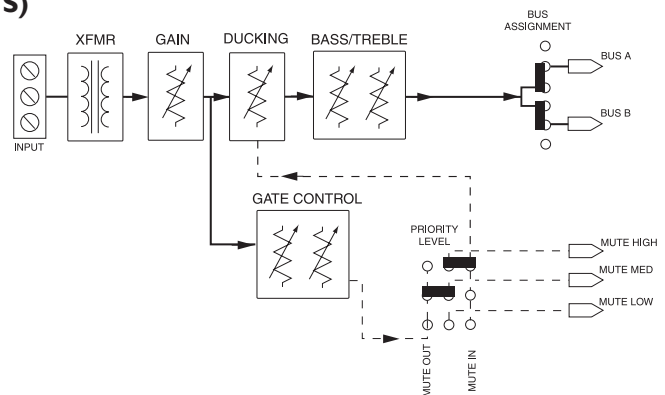 S)
BUS
ASSIGNMENT
XFMR
GAIN
DUCKING
BASS/TREBLE
BUS A
BUS B
INPUT
GATE CONTROL
PRIORITY
LEVEL
MUTE HIGH
MUTE MED
MUTE LOW
MUTE OUT
MUTE IN